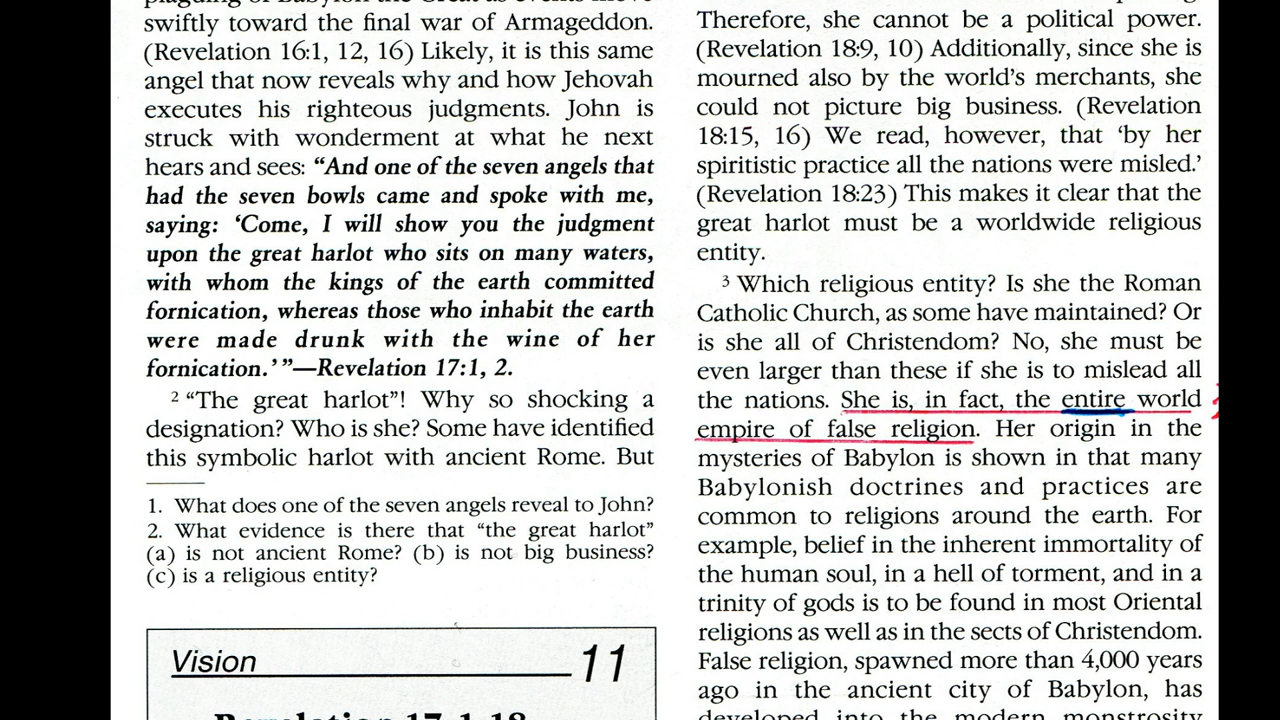 swiftly toward the final war of Armageddon.
(Revelation 16:1, 12, 16) Likely, it is this same
angel that now reveals why and how Jehovah
executes his righteous judgments. John is
struck with wonderment at what he next
hears and sees: “And one of the seven angels that
had the seven bowls came and spoke with me,
saying: ‘Come, I will show you the judgment
upon the great harlot who sits on many waters,
with whom the kings of the earth committed
fornication, whereas those who inhabit the earth
were made drunk with the wine of her
fornication.’”—Revelation 17:1, 2.
2 “The great harlot”! Why so shocking a
designation? Who is she? Some have identified
this symbolic harlot with ancient Rome. But
1. What does one of the seven angels reveal to John?
2. What evidence is there that “the great harlot”
(a) is not ancient Rome? (b) is not big business?
(c) is a religious entity?
Vision 11
Revelation 17:1-18
Therefore, she cannot be a political power.
(Revelation 18:9, 10) Additionally, since she is
mourned also by the world’s merchants, she
could not picture big business. (Revelation
18:15, 16) We read, however, that ‘by her
spiritistic practice all the nations were misled.’
(Revelation 18:23) This makes it clear that the
great harlot must be a worldwide religious
entity.
3 Which religious entity? Is she the Roman
Catholic Church, as some have maintained? Or
is she all of Christendom? No, she must be
even larger than these if she is to mislead all
the nations. She is, in fact, the entire world
empire of false religion. Her origin in the
mysteries of Babylon is shown in that many
Babylonish doctrines and practices are
common to religions around the earth. For
example, belief in the inherent immortality of
the human soul, in a hell of torment, and in a
trinity of gods is to be found in most Oriental
religions as well as in the sects of Christendom.
False religion, spawned more than 4,000 years
ago in the ancient city of Babylon, has
developed into the modern monstrosity